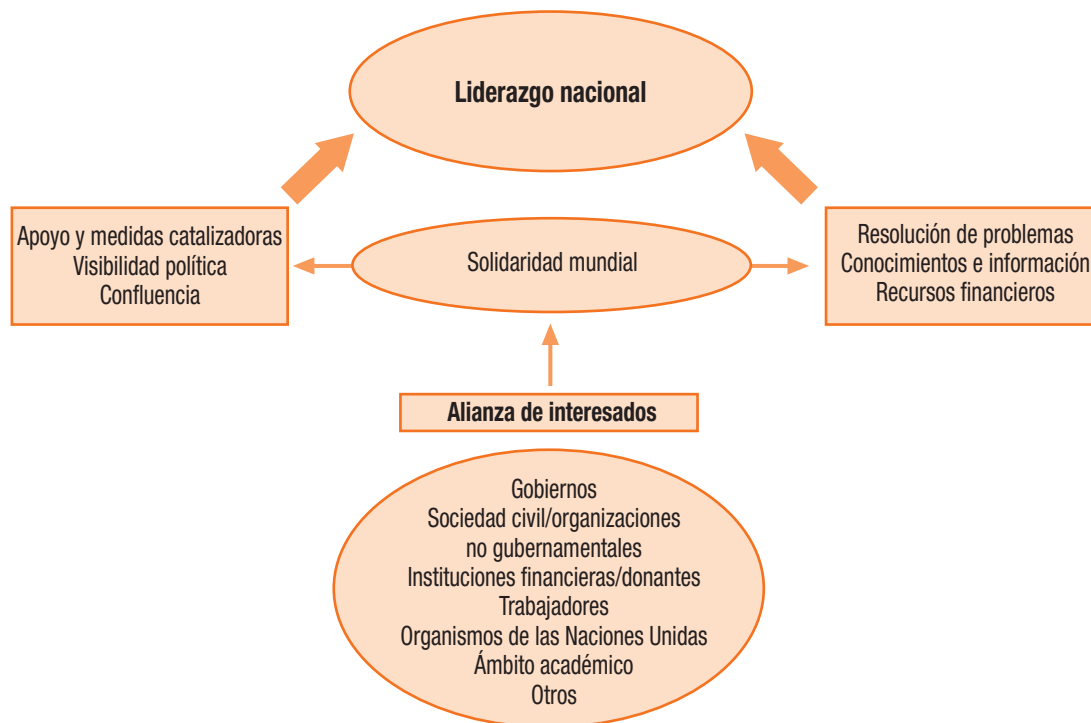 Liderazgo nacional
Apoyo y medidas catalizadoras
Visibilidad política
Confluencia
Solidaridad mundial
Resolución de problemas
Conocimientos e información
Recursos financieros
Alianza de interesados
Gobiernos
Sociedad civil/organizaciones
no gubernamentales
Instituciones financieras/donantes
Trabajadores
Organismos de las Naciones Unidas
Ámbito académico
Otros